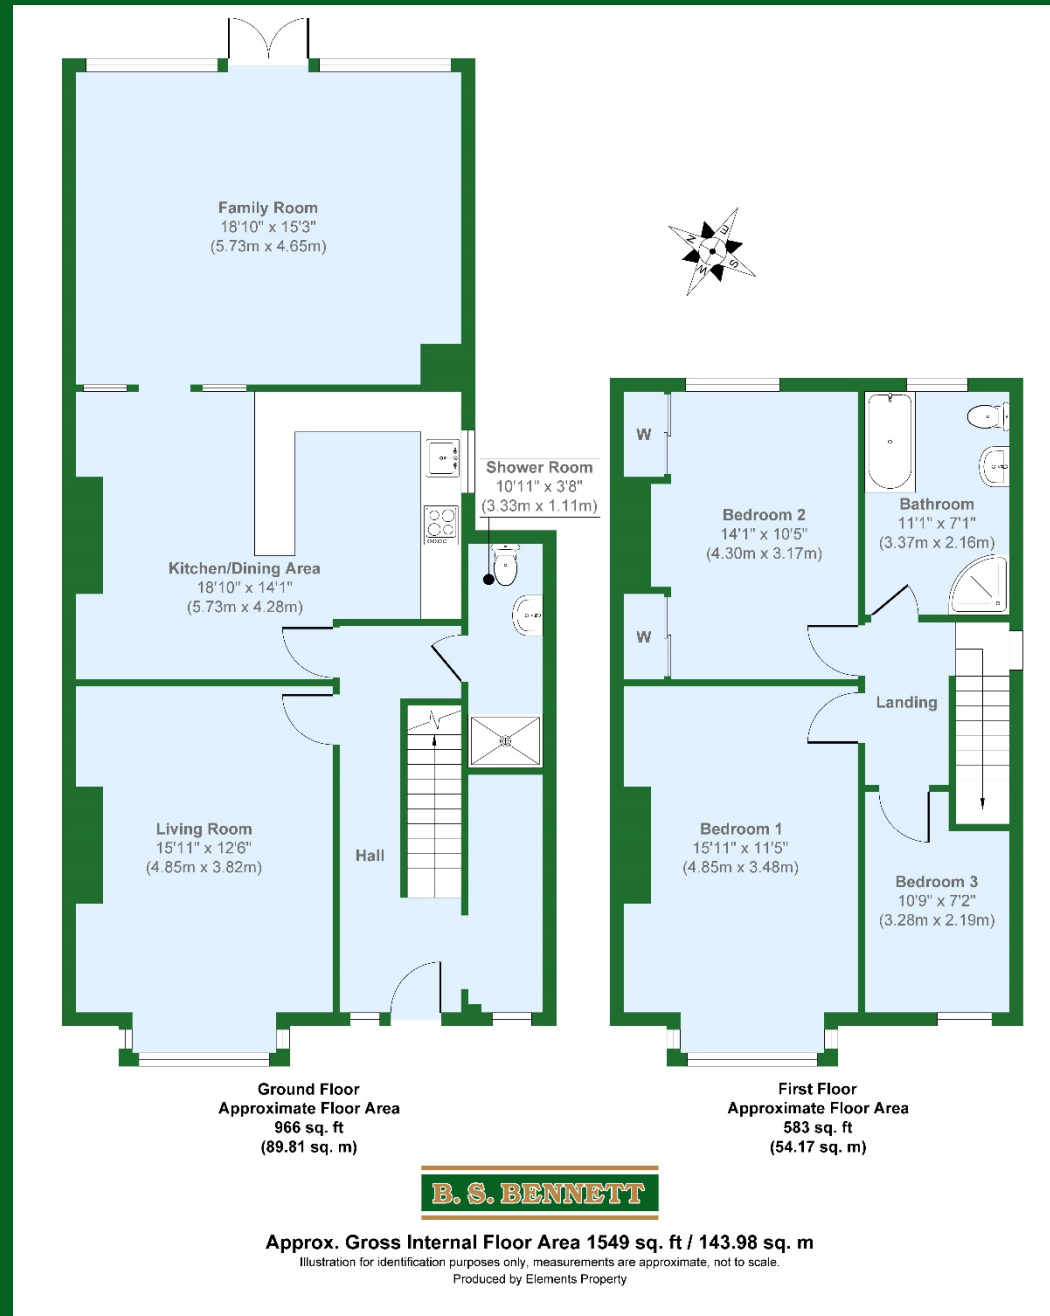 Family Room
18'10" x 15'3"
(5.73m x 4.65m)
N
E
S
W
Shower Room
10'11" x 3'8"
(3.33m x 1.11m)
Kitchen/Dining Area
18'10" x 14'1"
(5.73m x 4.28m)
Living Room
15'11" x 12'6"
(4.85m x 3.82m)
Hall
W
W
Bedroom 2
14'1" x 10'5"
(4.30m x 3.17m)
Bathroom
11'1" x 7'1"
(3.37m x 2.16m)
Landing
Bedroom 1
15'11" x 11'5"
(4.85m x 3.48m)
Bedroom 3
10'9" x 7'2"
(3.28m x 2.19m)
Ground Floor
Approximate Floor Area
966 sq. ft
(89.81 sq. m)
First Floor
Approximate Floor Area
583 sq. ft
(54.17 sq. m)
B. S. BENNETT
Approx. Gross Internal Floor Area 1549 sq. ft / 143.98 sq. m
Illustration for identification purposes only, measurements are approximate, not to scale.
Produced by Elements Property